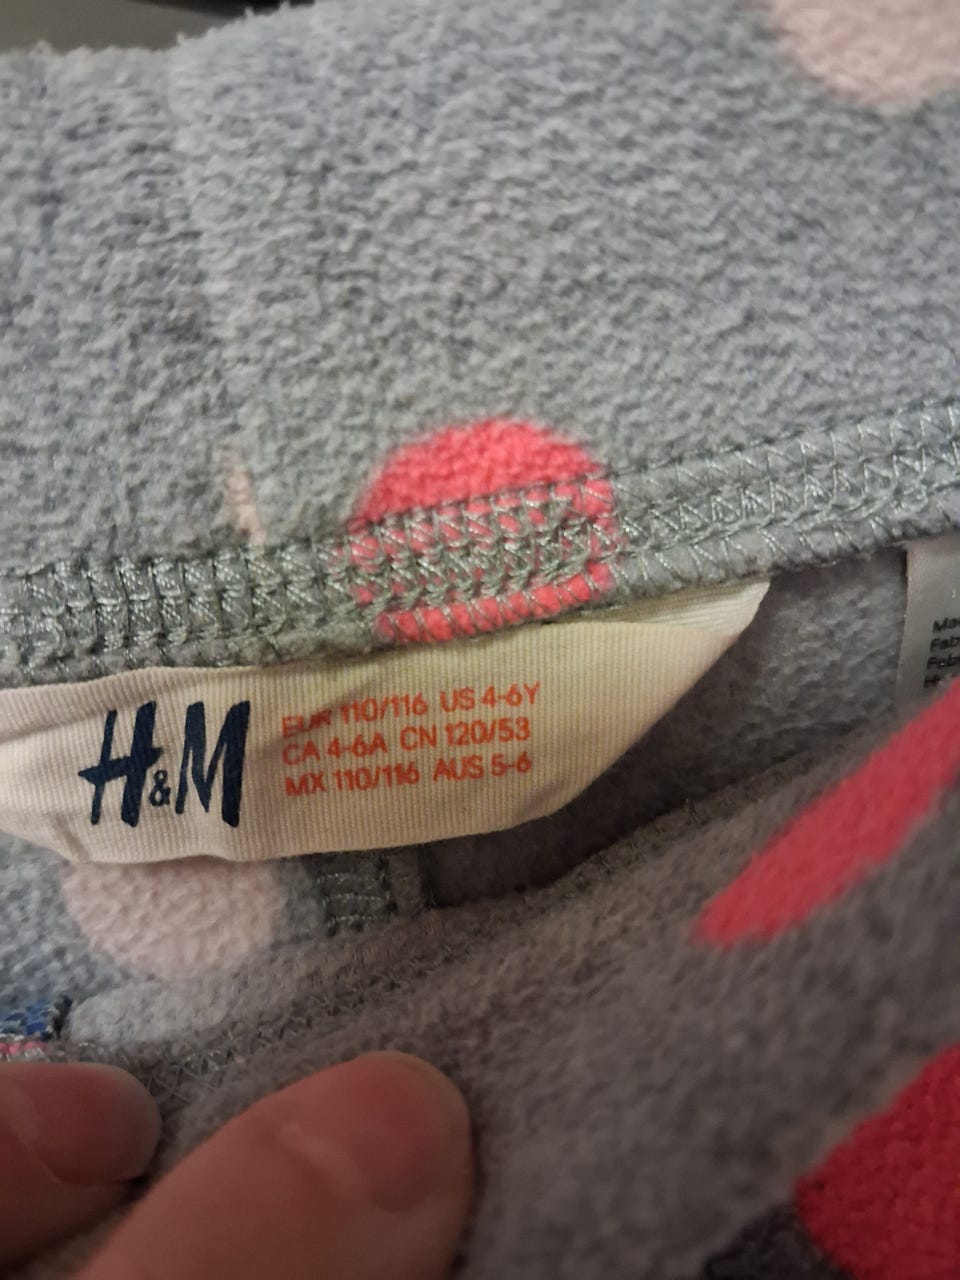 H&M
EUR 110/116 US 4-6Y
CA 4-6A CN 120/53
MX 110/116 AUS 5-6